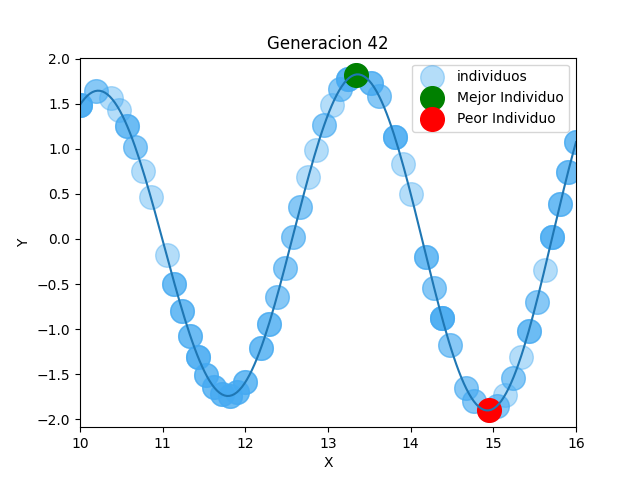 Generacion 42
individuos
Mejor Individuo
Peor Individuo
2.0
1.5
1.0
0.5
0.0
−0.5
−1.0
−1.5
−2.0
Y
10 11 12 13 14 15 16
X